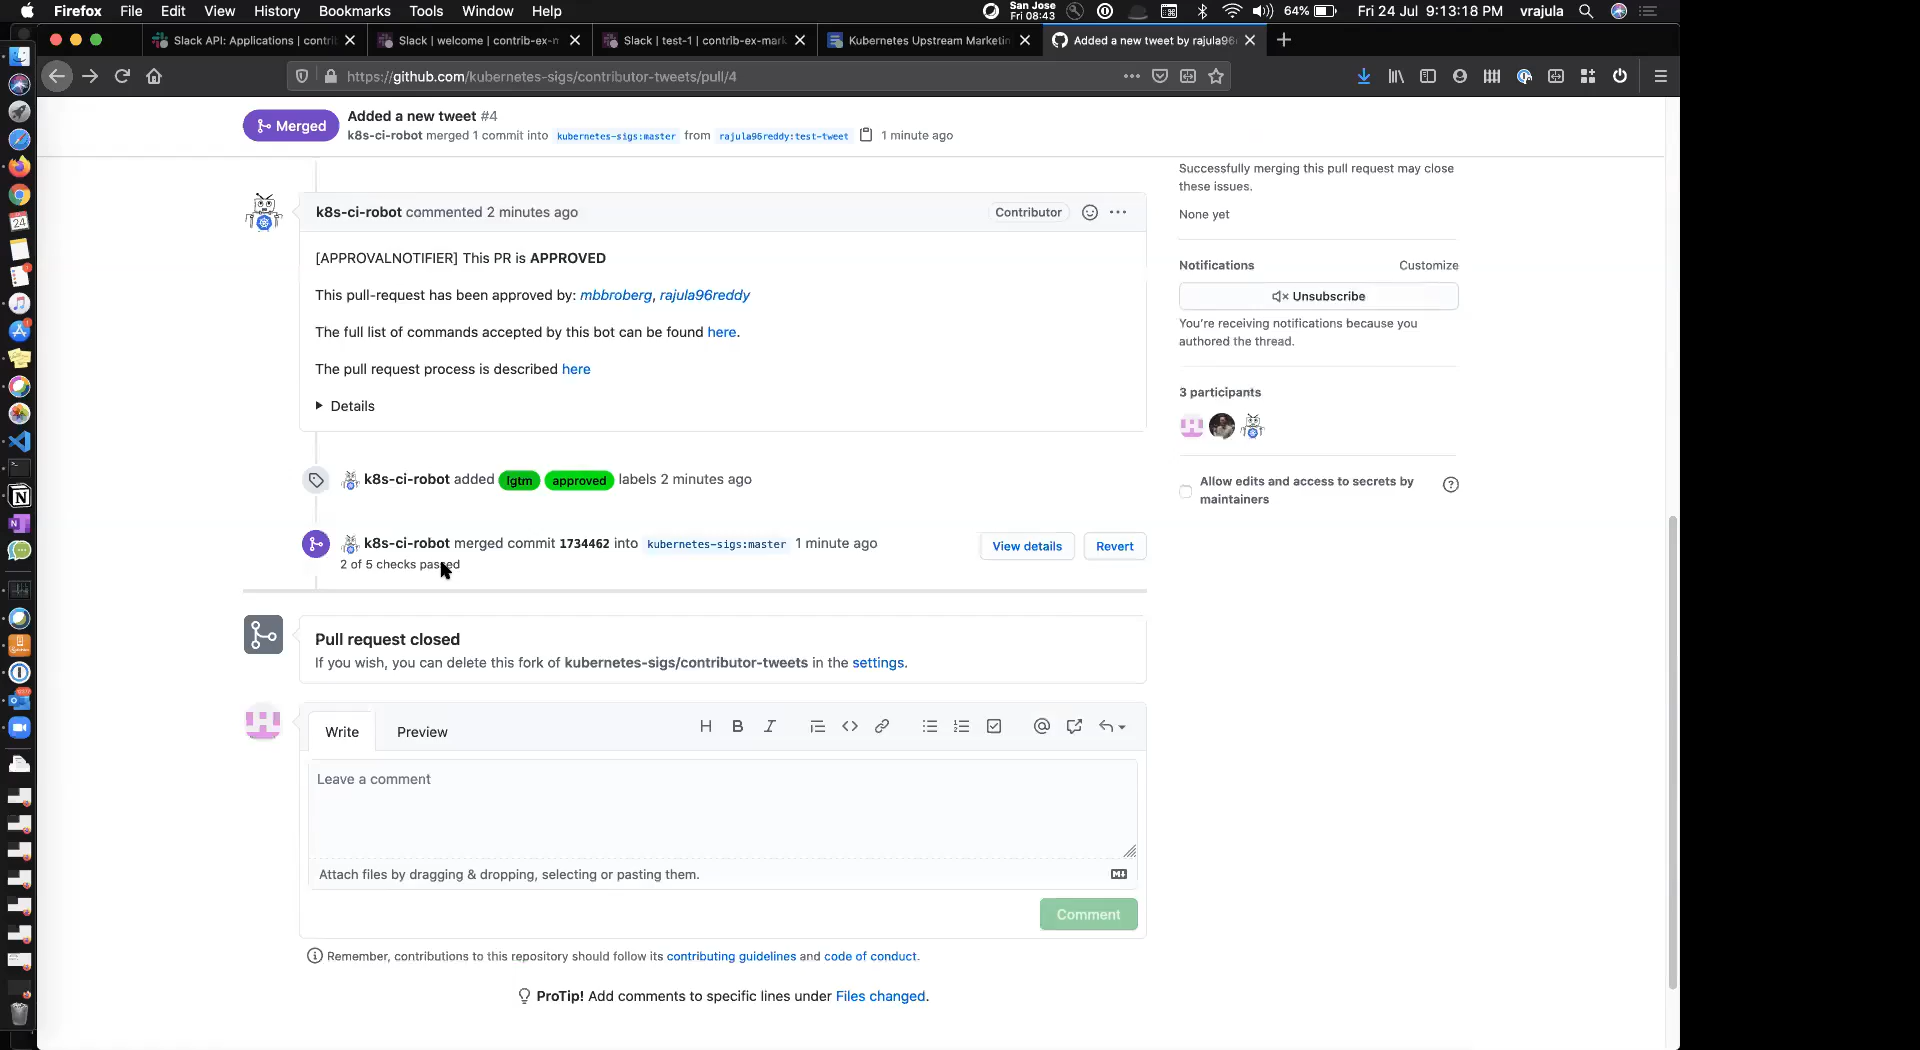 Firefox File Edit View History Bookmarks Tools Window Help
San Jose
Fri 08:43
64% Fri 24 Jul 9:13:18 PM vrajula
Slack API: Applications | contri
Slack | welcome | contrib-ex-m
Slack | test-1 | contrib-ex-mark
Kubernetes Upstream Marketin
Added a new tweet by rajula96
https://github.com/kubernetes-sigs/contributor-tweets/pull/4
Merged
Added a new tweet #4
k8s-ci-robot merged 1 commit into kubernetes-sigs:master from rajula96reddy:test-tweet 1 minute ago
k8s-ci-robot commented 2 minutes ago
Contributor
[APPROVALNOTIFIER] This PR is APPROVED
This pull-request has been approved by: mbbroberg, rajula96reddy
The full list of commands accepted by this bot can be found here.
The pull request process is described here
Details
k8s-ci-robot added lgtm approved labels 2 minutes ago
k8s-ci-robot merged commit 1734462 into kubernetes-sigs:master 1 minute ago
2 of 5 checks passed
View details
Revert
Pull request closed
If you wish, you can delete this fork of kubernetes-sigs/contributor-tweets in the settings.
Write
Preview
Leave a comment
Attach files by dragging & dropping, selecting or pasting them.
Comment
Remember, contributions to this repository should follow its contributing guidelines and code of conduct.
ProTip! Add comments to specific lines under Files changed.
Successfully merging this pull request may close
these issues.
None yet
Notifications
Customize
Unsubscribe
You're receiving notifications because you
authored the thread.
3 participants
Allow edits and access to secrets by
maintainers